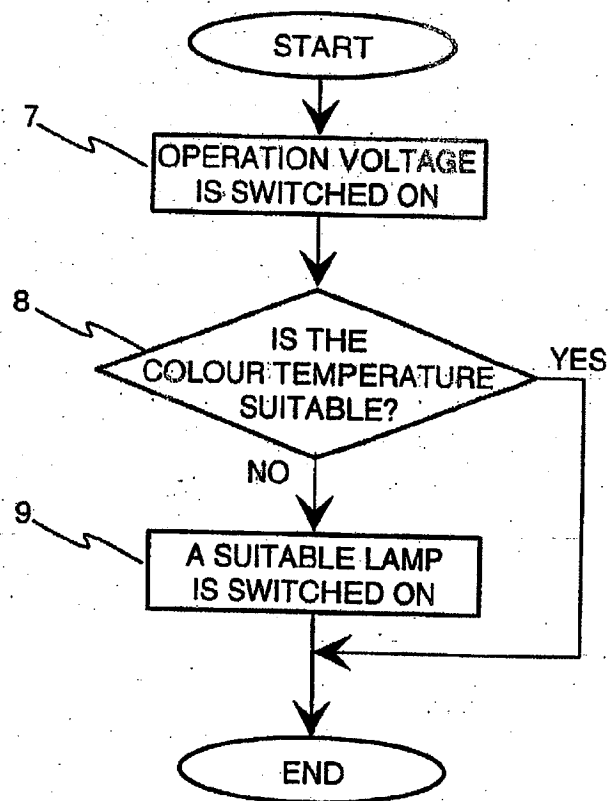 START
7
OPERATION VOLTAGE
IS SWITCHED ON
8
IS THE
COLOUR TEMPERATURE
SUITABLE?
YES
NO
9
A SUITABLE LAMP
IS SWITCHED ON
END